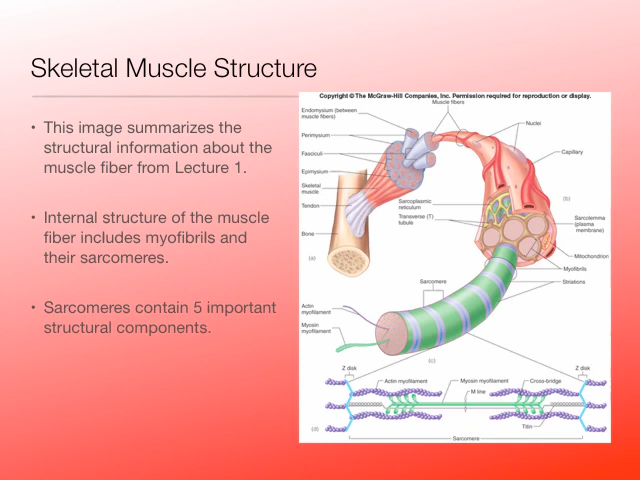 Skeletal Muscle Structure
• This image summarizes the
structural information about the
muscle fiber from Lecture 1.
• Internal structure of the muscle
fiber includes myofibrils and
their sarcomeres.
• Sarcomeres contain 5 important
structural components.
Copyright © The McGraw-Hill Companies, Inc. Permission required for reproduction or display.
Muscle fibers
Endomysium (between
muscle fibers)
Nuclei
Perimysium
Fasciculi
Capillary
Epimysium
Skeletal
muscle
(b)
Tendon
Sarcoplasmic
reticulum
Transverse (T)
tubule
Sarcolemma
(plasma
membrane)
Bone
(a)
Mitochondrion
Myofibrils
Striations
Sarcomere
Actin
myofilament
Myosin
myofilament
(c)
Z disk
Z disk
Actin myofilament
Myosin myofilament
Cross-bridge
M line
Titin
(d)
Sarcomere